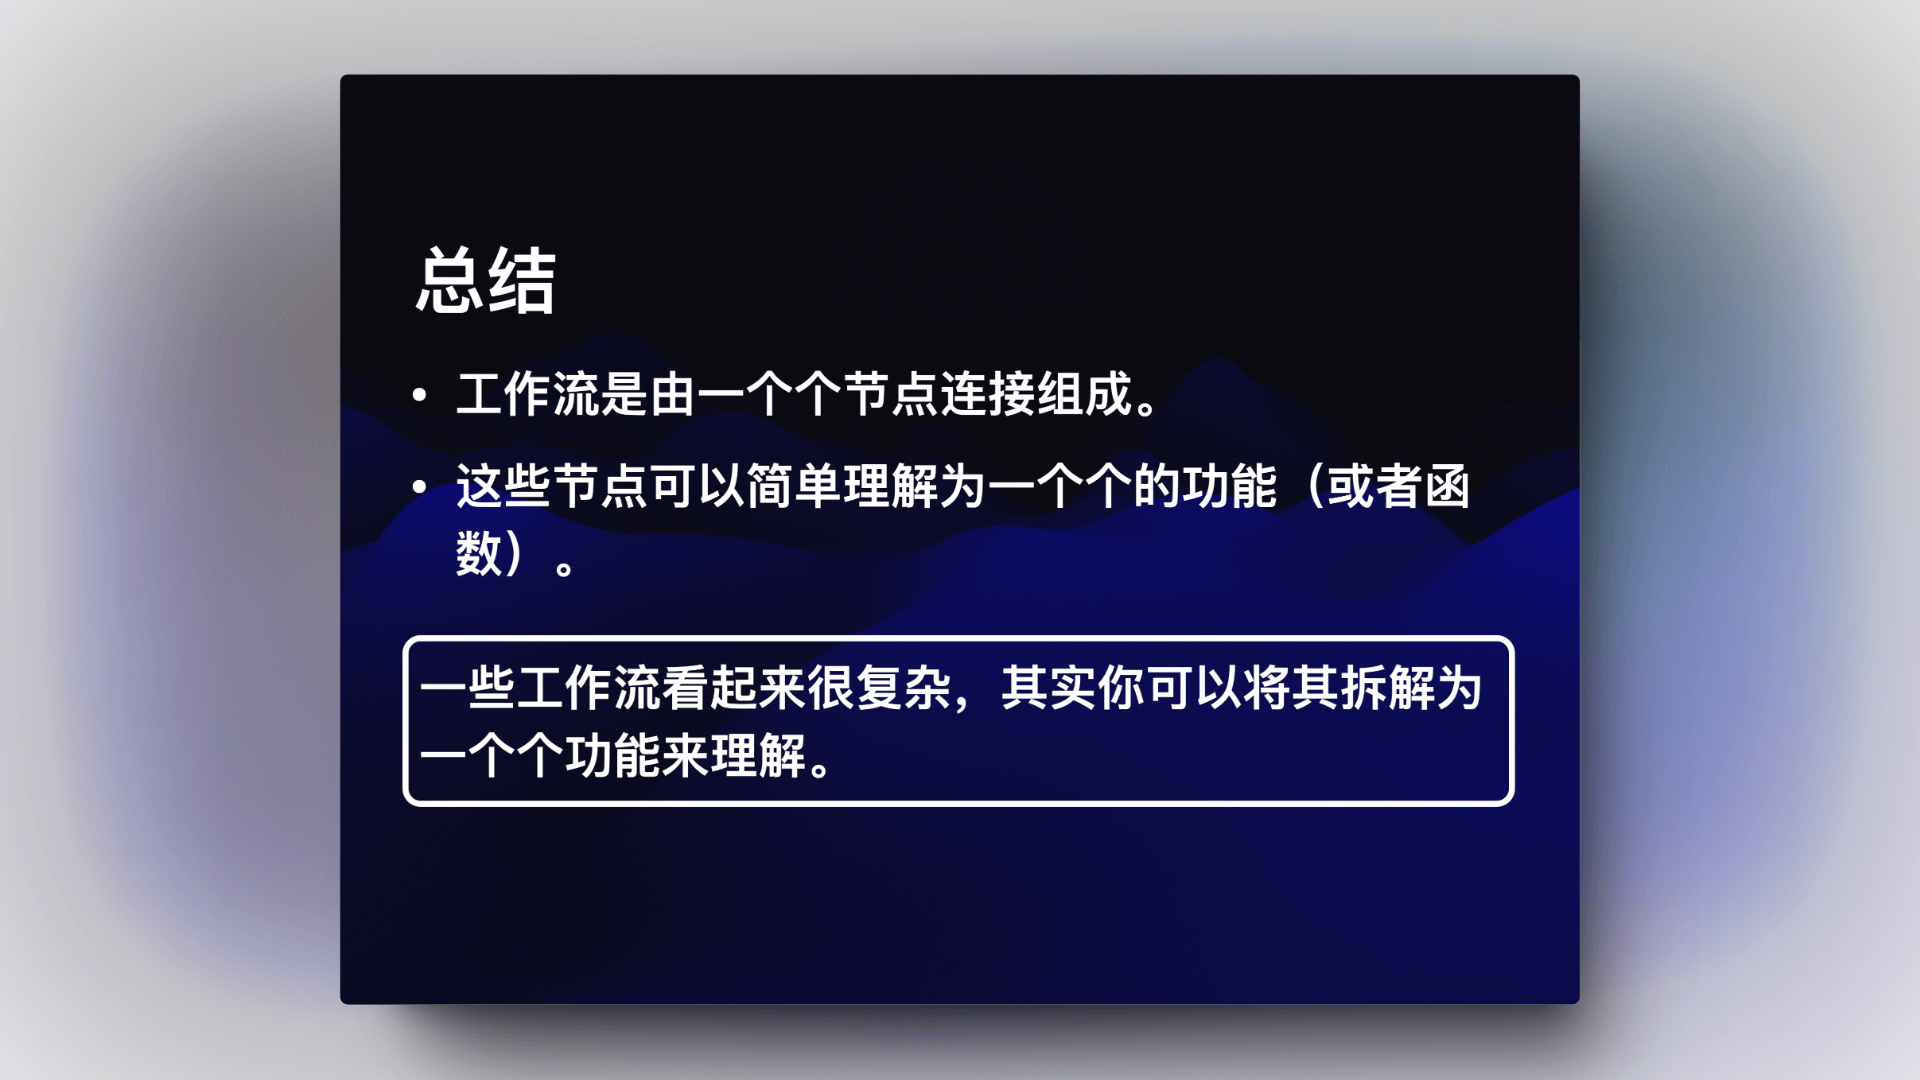 总结
• 工作流是由一个个节点连接组成。
• 这些节点可以简单理解为一个个的功能（或者函
数）。
一些工作流看起来很复杂，其实你可以将其拆解为
一个个功能来理解。